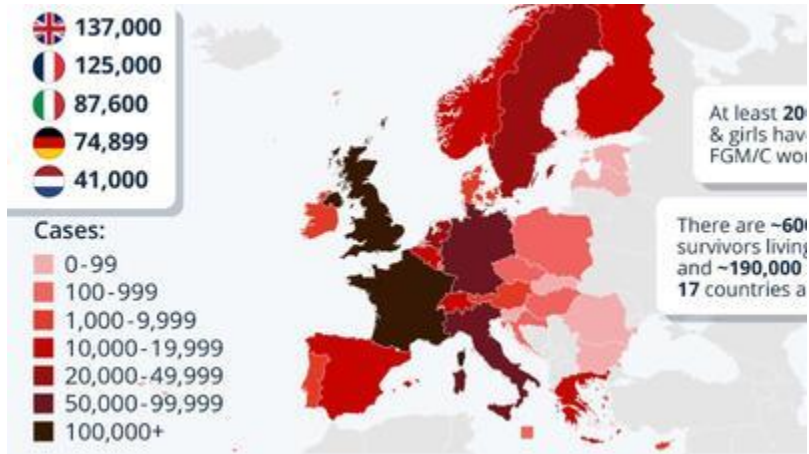 137,000
125,000
87,600
74,899
41,000
At least
& girls
FGM/C
There are
survivors living
and ~190,000
17 countries
Cases:
0-99
100-999
1,000-9,999
10,000-19,999
20,000-49,999
50,000-99,999
100,000+